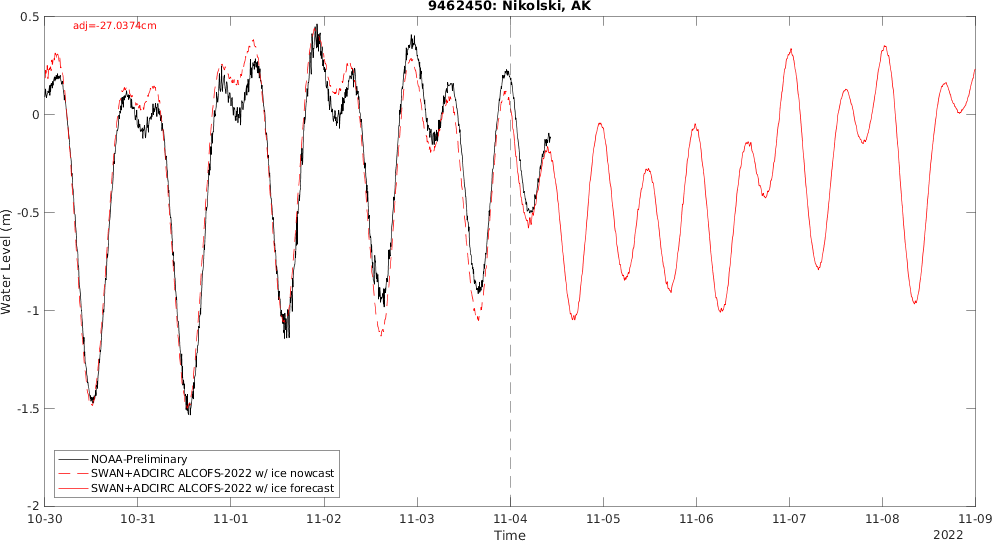 9462450: Nikolski, AK
adj=-27.0374cm
0.5
0
-0.5
-1
-1.5
-2
Water Level (m)
NOAA-Preliminary
SWAN+ADCIRC ALCOFS-2022 w/ ice nowcast
SWAN+ADCIRC ALCOFS-2022 w/ ice forecast
10-30 10-31 11-01 11-02 11-03 11-04 11-05 11-06 11-07 11-08 11-09
Time
2022